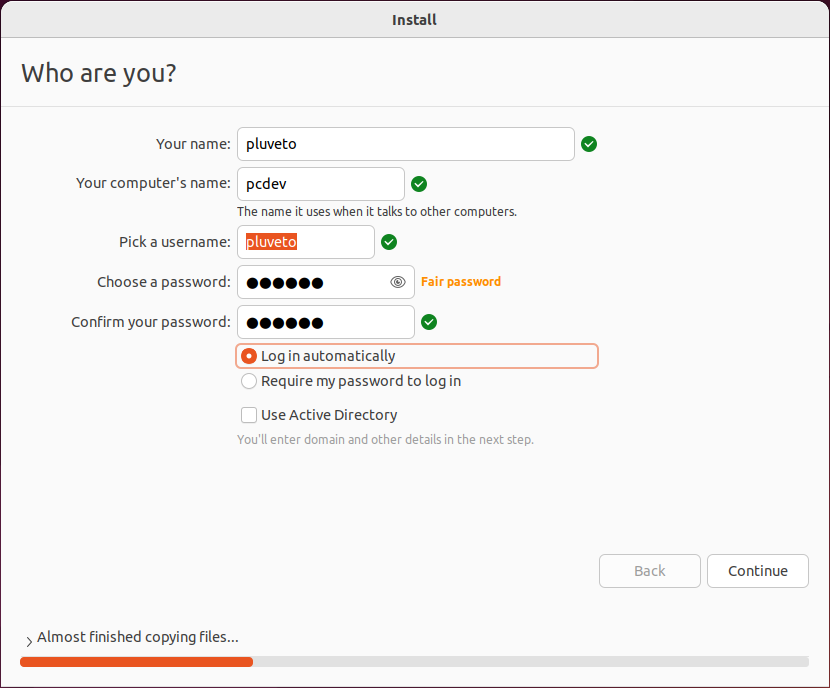 Install
Who are you?
Your name: pluveto
Your computer's name: pcdev
The name it uses when it talks to other computers.
Pick a username: pluveto
Choose a password: ●●●●●● Fair password
Confirm your password: ●●●●●●
Log in automatically
Require my password to log in
Use Active Directory
You'll enter domain and other details in the next step.
Back Continue
Almost finished copying files...